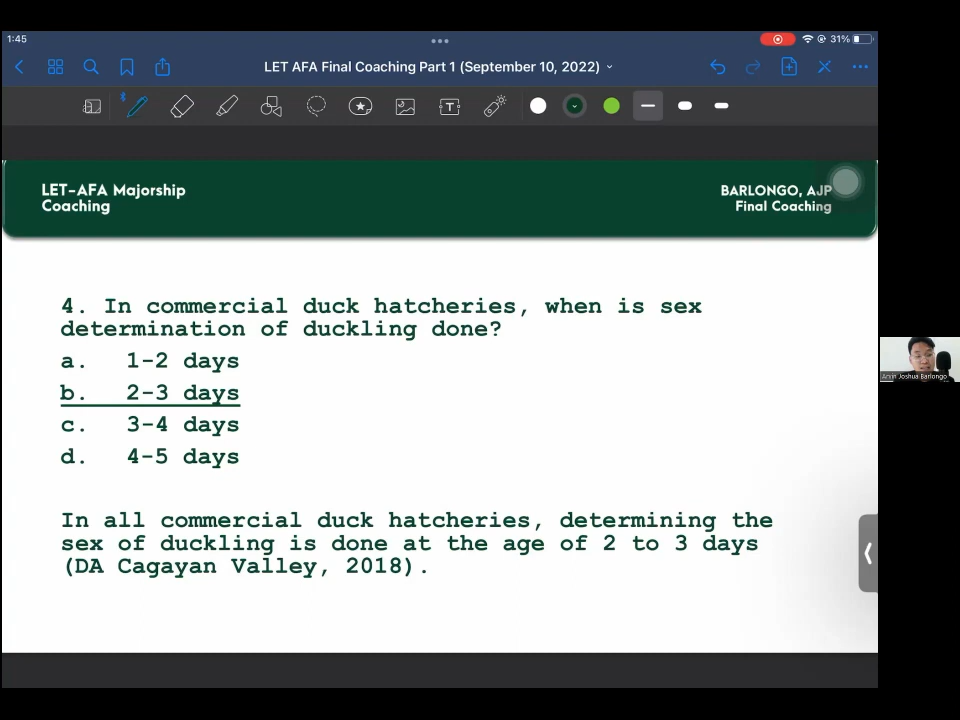 1:45
31%
LET AFA Final Coaching Part 1 (September 10, 2022)
LET-AFA Majorship
Coaching
BARLONGO, AJP
Final Coaching
4. In commercial duck hatcheries, when is sex
determination of duckling done?
a. 1-2 days
b. 2-3 days
c. 3-4 days
d. 4-5 days
In all commercial duck hatcheries, determining the
sex of duckling is done at the age of 2 to 3 days
(DA Cagayan Valley, 2018).
Joshua Barlongo